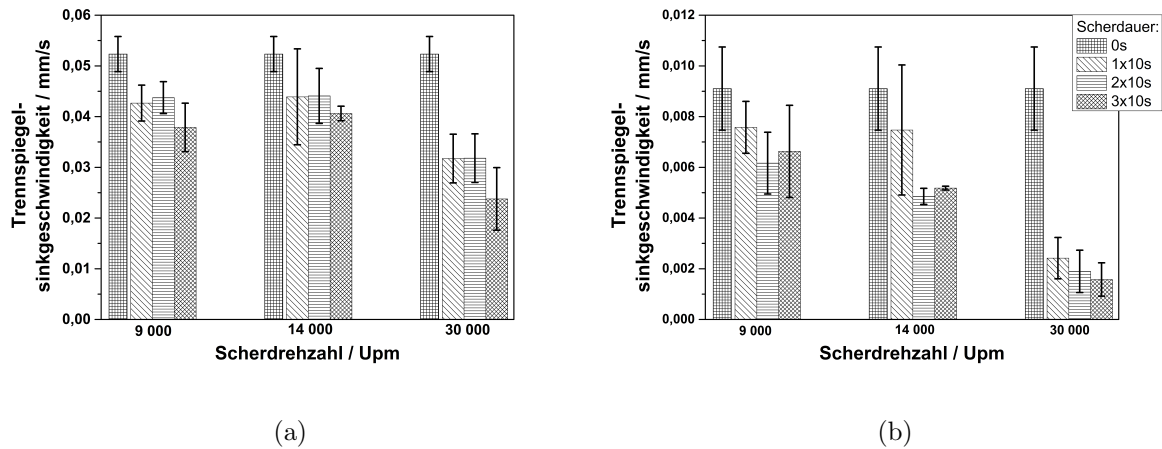 0,06
0,05
0,04
0,03
0,02
0,01
0,00
Trennspiegel-
sinkgeschwindigkeit / mm/s
9 000
14 000
30 000
Scherdrehzahl / Upm
(a)
0,012
0,010
0,008
0,006
0,004
0,002
0,000
Trennspiegel-
sinkgeschwindigkeit / mm/s
Scherdauer:
0s
1x10s
2x10s
3x10s
9 000
14 000
30 000
Scherdrehzahl / Upm
(b)